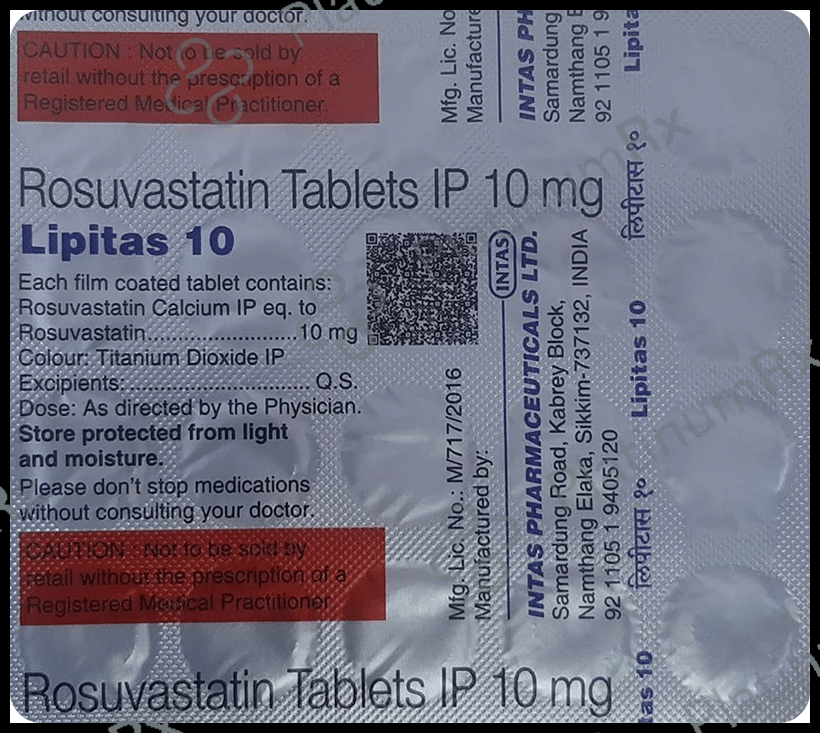 without consulting your doctor.
CAUTION : Not to be sold by
retail without the prescription of a
Registered Medical Practitioner.
Mfg. Lic. No
Manufacture
INTAS PH
Samardung
Namthang E
92 1105 1 9
Lipita
Rosuvastatin Tablets IP 10 mg
Lipitas 10
Each film coated tablet contains:
Rosuvastatin Calcium IP eq. to
Rosuvastatin.......................10 mg
Colour: Titanium Dioxide IP
Excipients:............................ Q.S.
Dose: As directed by the Physician.
Store protected from light
and moisture.
Please don't stop medications
without consulting your doctor.
CAUTION : Not to be sold by
retail without the prescription of a
Registered Medical Practitioner.
Mfg. Lic. No.: M/717/2016
Manufactured by:
INTAS
INTAS PHARMACEUTICALS LTD.
Samardung Road, Kabrey Block,
Namthang Elaka, Sikkim-737132, INDIA
92 1105 1 9405120
लिपीटास १०
Lipitas 10
लिपीटास १०
tas 10
Rosuvastatin Tablets IP 10 mg